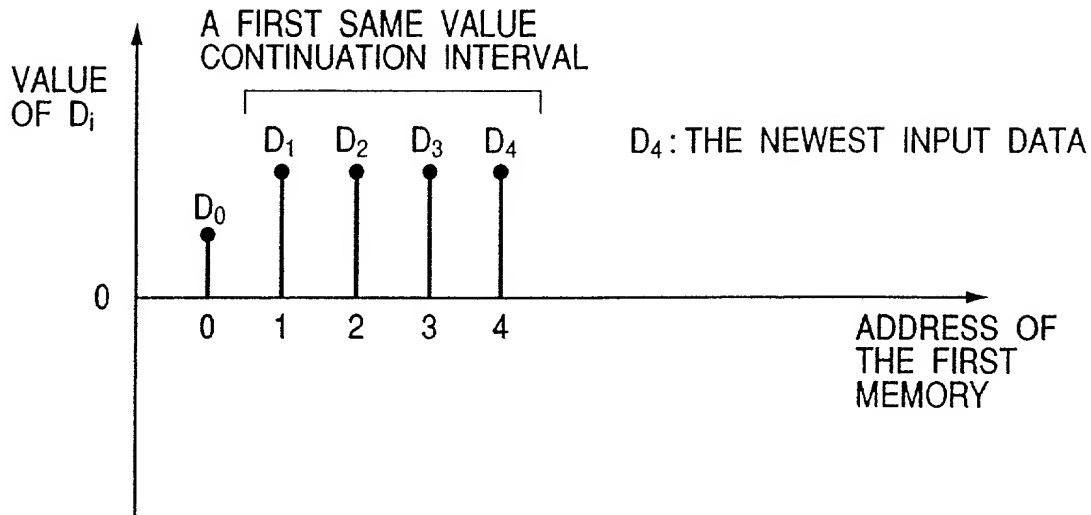 A FIRST SAME VALUE
CONTINUATION INTERVAL
VALUE
OF Di
D1 D2 D3 D4
D4: THE NEWEST INPUT DATA
D0
0
0 1 2 3 4
ADDRESS OF
THE FIRST
MEMORY